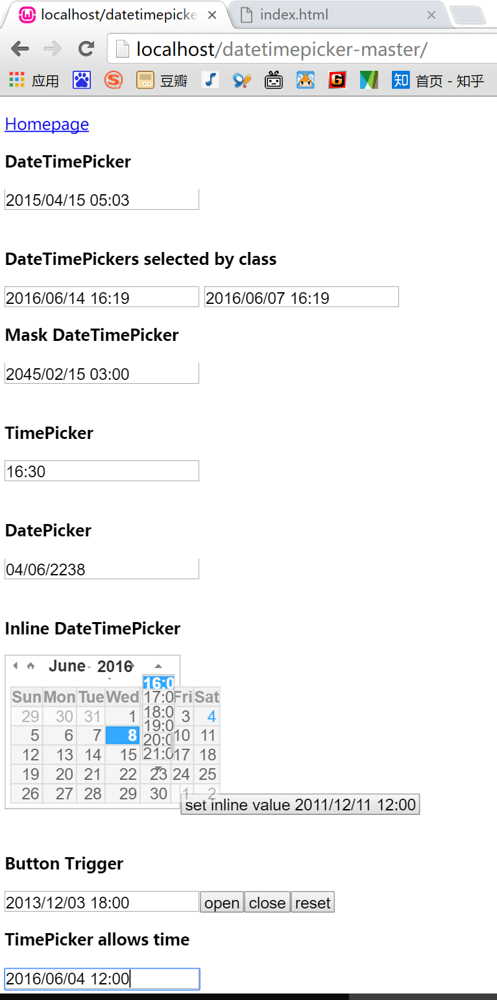 localhost/datetimepicke index.html
localhost/datetimepicker-master/
应用 豆瓣 知 首页 - 知乎
Homepage
DateTimePicker
2015/04/15 05:03
DateTimePickers selected by class
2016/06/14 16:19 2016/06/07 16:19
Mask DateTimePicker
2045/02/15 03:00
TimePicker
16:30
DatePicker
04/06/2238
Inline DateTimePicker
June 2016
16:0
Sun Mon Tue Wed 17:0 Fri Sat
29 30 31 1 18:0 3 4
5 6 7 8 19:0 20:0 10 11
12 13 14 15 21:0 17 18
19 20 21 22 23 24 25
26 27 28 29 30 1 2
set inline value 2011/12/11 12:00
Button Trigger
2013/12/03 18:00 open close reset
TimePicker allows time
2016/06/04 12:00